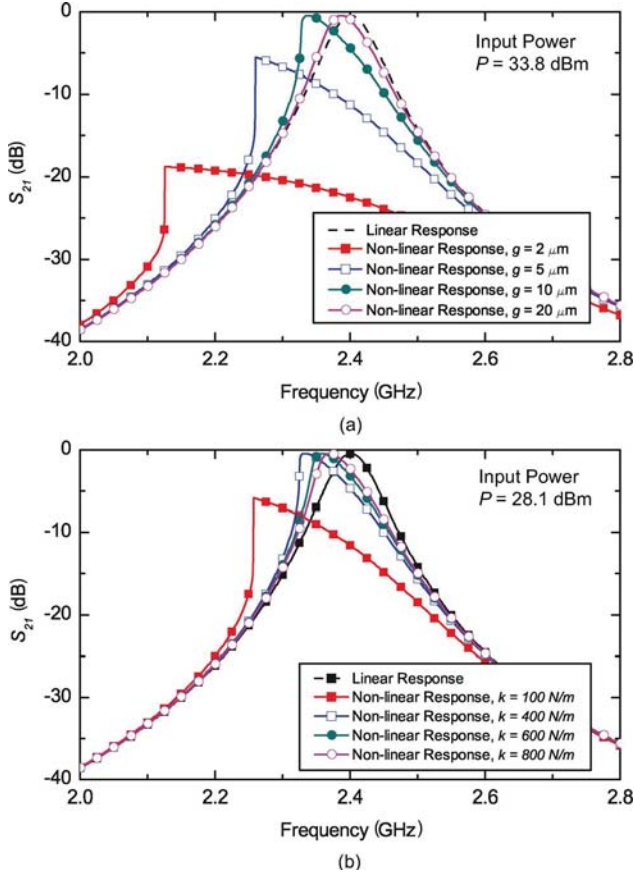 0
-10
-20
-30
-40
S21 (dB)
Input Power
P = 33.8 dBm
Linear Response
Non-linear Response, g = 2 μm
Non-linear Response, g = 5 μm
Non-linear Response, g = 10 μm
Non-linear Response, g = 20 μm
2.0 2.2 2.4 2.6 2.8
Frequency (GHz)
(a)
0
-10
-20
-30
-40
S21 (dB)
Input Power
P = 28.1 dBm
Linear Response
Non-linear Response, k = 100 N/m
Non-linear Response, k = 400 N/m
Non-linear Response, k = 600 N/m
Non-linear Response, k = 800 N/m
2.0 2.2 2.4 2.6 2.8
Frequency (GHz)
(b)